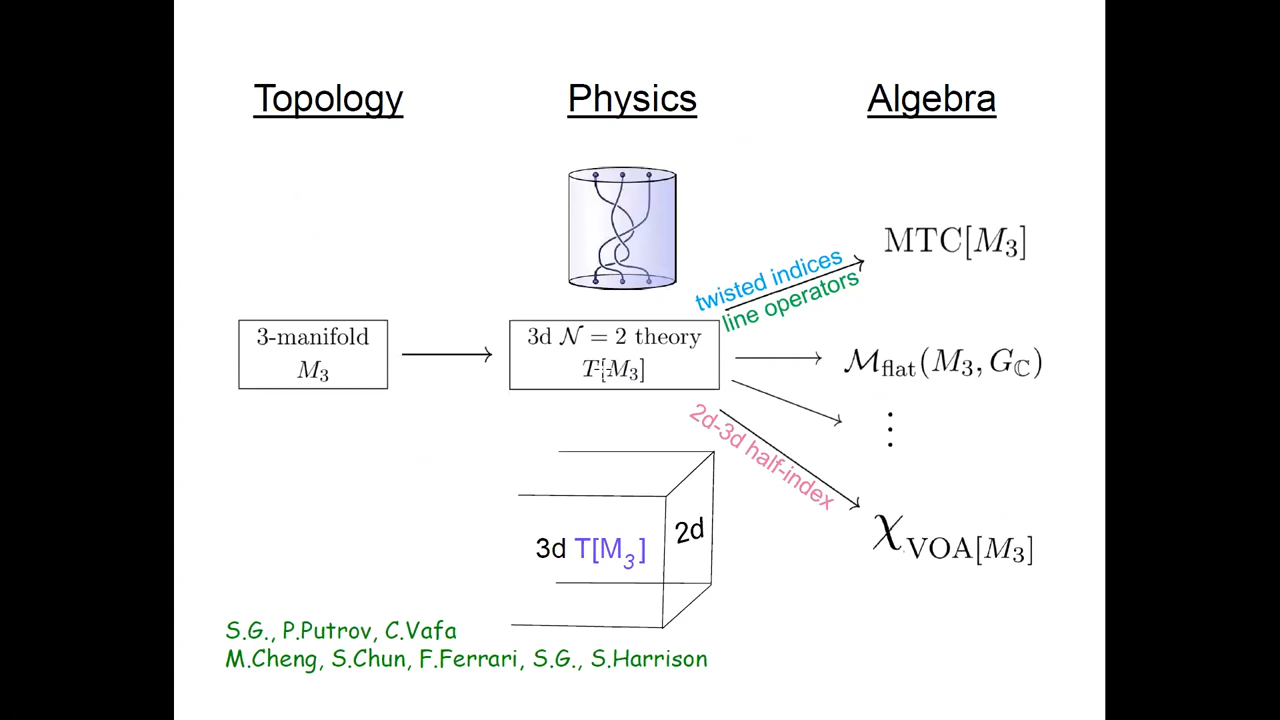 Topology
Physics
Algebra
MTC[M₃]
twisted indices
line operators
3-manifold
M₃
3d 𝒩 = 2 theory
T[M₃]
ℳ_flat(M₃, G_ℂ)
⋮
2d-3d half-index
χ_VOA[M₃]
3d T[M₃]
2d
S.G., P.Putrov, C.Vafa
M.Cheng, S.Chun, F.Ferrari, S.G., S.Harrison